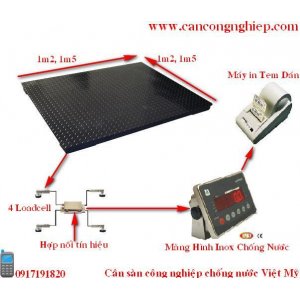 www.cancongnghiep.com
1m2, 1m5
1m2, 1m5
Máy in Tem Dán
4 Loadcell
Hợp nối tín hiệu
Màng Hình Inox Chống Nước
0917191820
Cân sàn công nghiệp chống nước Việt Mỹ